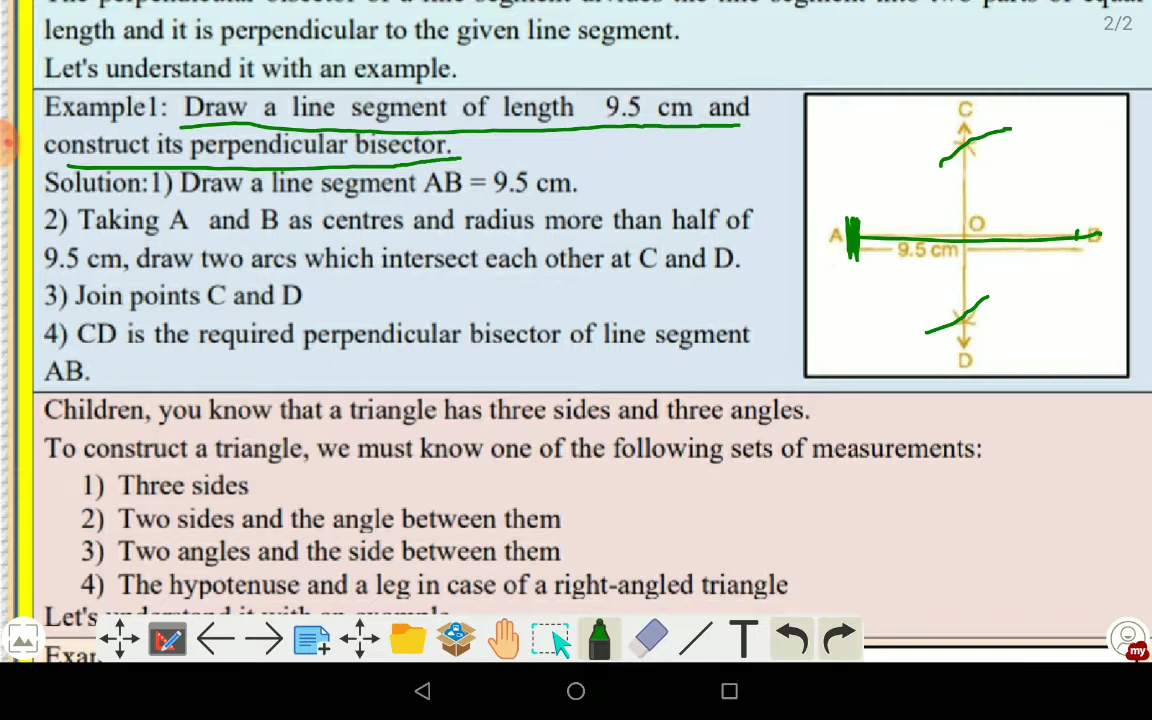 length and it is perpendicular to the given line segment.
2/2
Let's understand it with an example.
Example1: Draw a line segment of length 9.5 cm and
construct its perpendicular bisector.
Solution:1) Draw a line segment AB = 9.5 cm.
2) Taking A and B as centres and radius more than half of
9.5 cm, draw two arcs which intersect each other at C and D.
3) Join points C and D
4) CD is the required perpendicular bisector of line segment
AB.
C
O
A
B
9.5 cm
D
Children, you know that a triangle has three sides and three angles.
To construct a triangle, we must know one of the following sets of measurements:
1) Three sides
2) Two sides and the angle between them
3) Two angles and the side between them
4) The hypotenuse and a leg in case of a right-angled triangle
Let's understand it with an example.
T
my